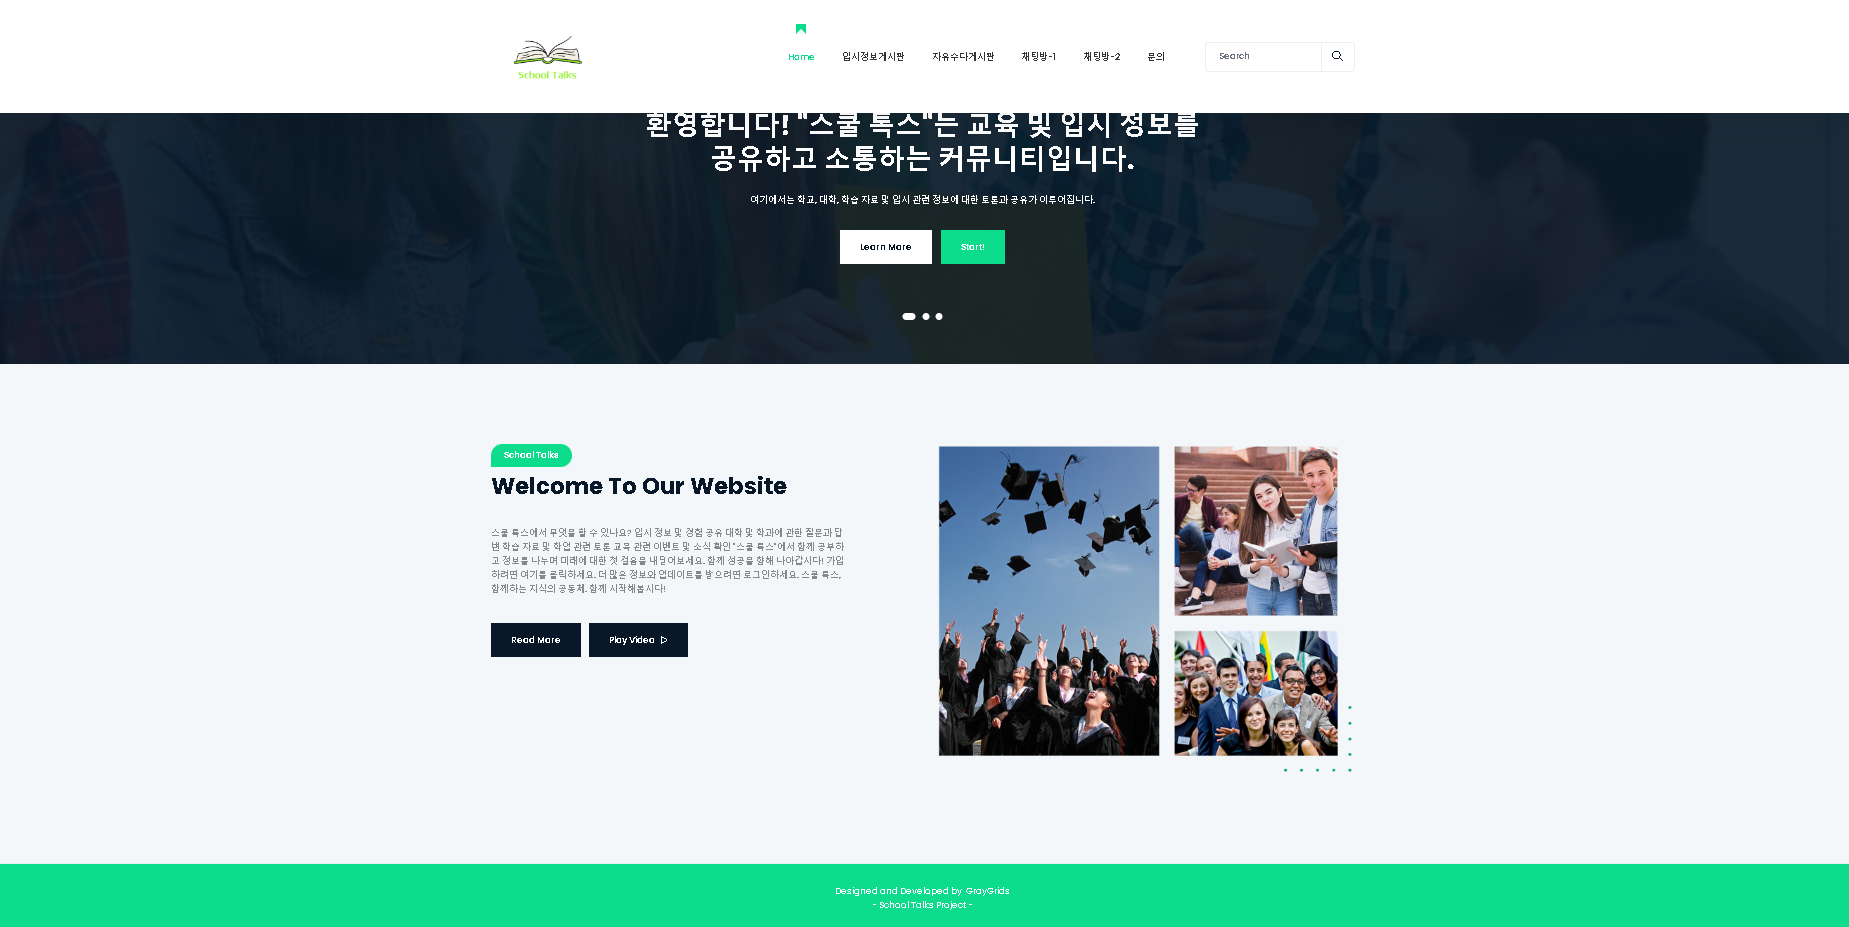 School Talks
Home
입시정보게시판
자유수다게시판
채팅방-1
채팅방-2
문의
Search
환영합니다! "스쿨 톡스"는 교육 및 입시 정보를
공유하고 소통하는 커뮤니티입니다.
여기에서는 학교, 대학, 학습 자료 및 입시 관련 정보에 대한 토론과 공유가 이루어집니다.
Learn More
Start!
School Talks
Welcome To Our Website
스쿨 톡스에서 무엇을 할 수 있나요? 입시 정보 및 경험 공유 대학 및 학과에 관한 질문과 답
변 학습 자료 및 학업 관련 토론 교육 관련 이벤트 및 소식 확인 "스쿨 톡스"에서 함께 공부하
고 정보를 나누며 미래에 대한 첫 걸음을 내딛어보세요. 함께 성공을 향해 나아갑시다! 가입
하려면 여기를 클릭하세요. 더 많은 정보와 업데이트를 받으려면 로그인하세요. 스쿨 톡스,
함께하는 지식의 공동체. 함께 시작해봅시다!
Read More
Play Video
Designed and Developed by GrayGrids
- School Talks Project -